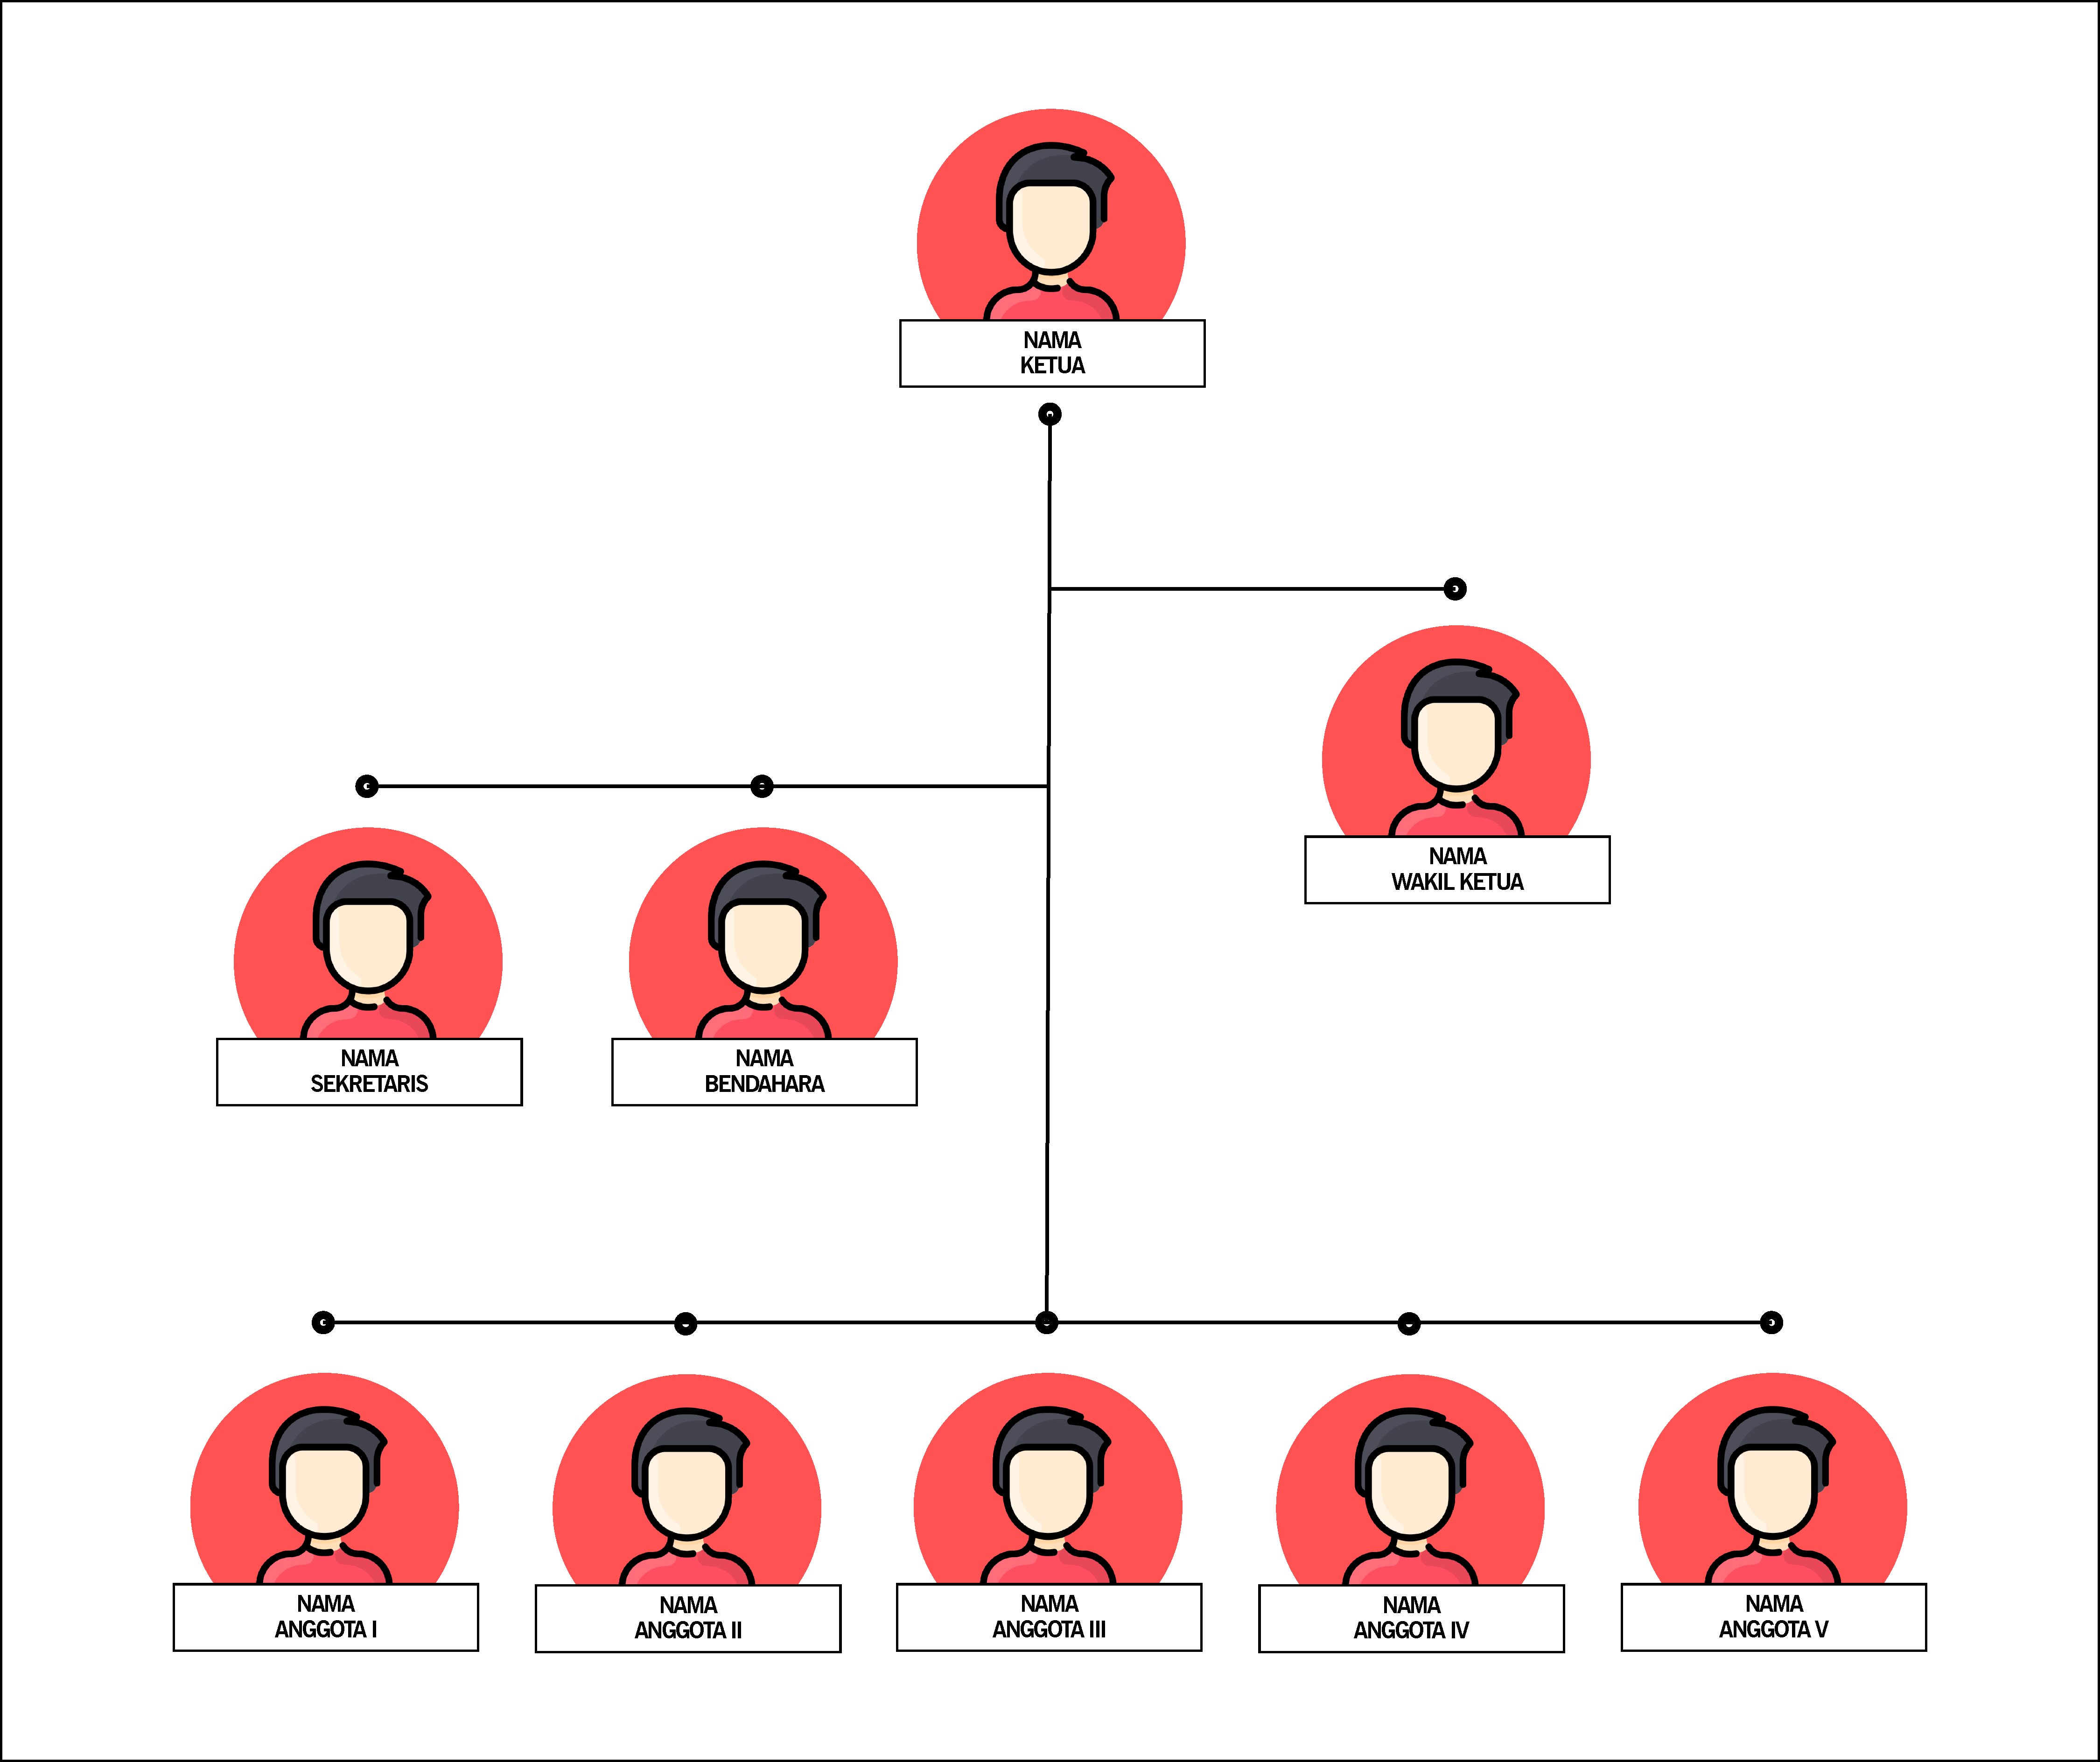 NAMA
KETUA
NAMA
WAKIL KETUA
NAMA
SEKRETARIS
NAMA
BENDAHARA
NAMA
ANGGOTA I
NAMA
ANGGOTA II
NAMA
ANGGOTA III
NAMA
ANGGOTA IV
NAMA
ANGGOTA V